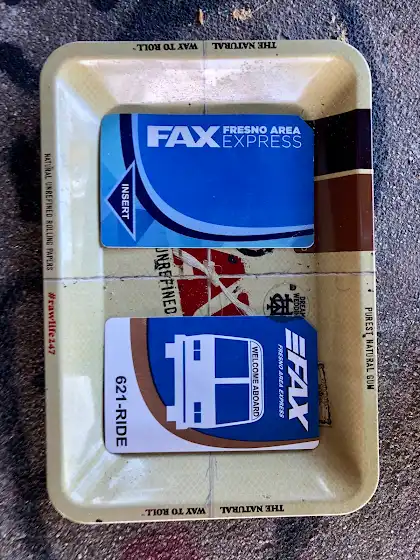 THE NATURAL
WAY TO ROLL
FAX
FRESNO AREA
EXPRESS
INSERT
NATURAL UNREFINED ROLLING PAPERS
#rawlife247
UNREFINED
PUREST NATURAL GUM
FAX
FRESNO AREA EXPRESS
WELCOME ABOARD
621-RIDE
WAY TO ROLL
THE NATURAL